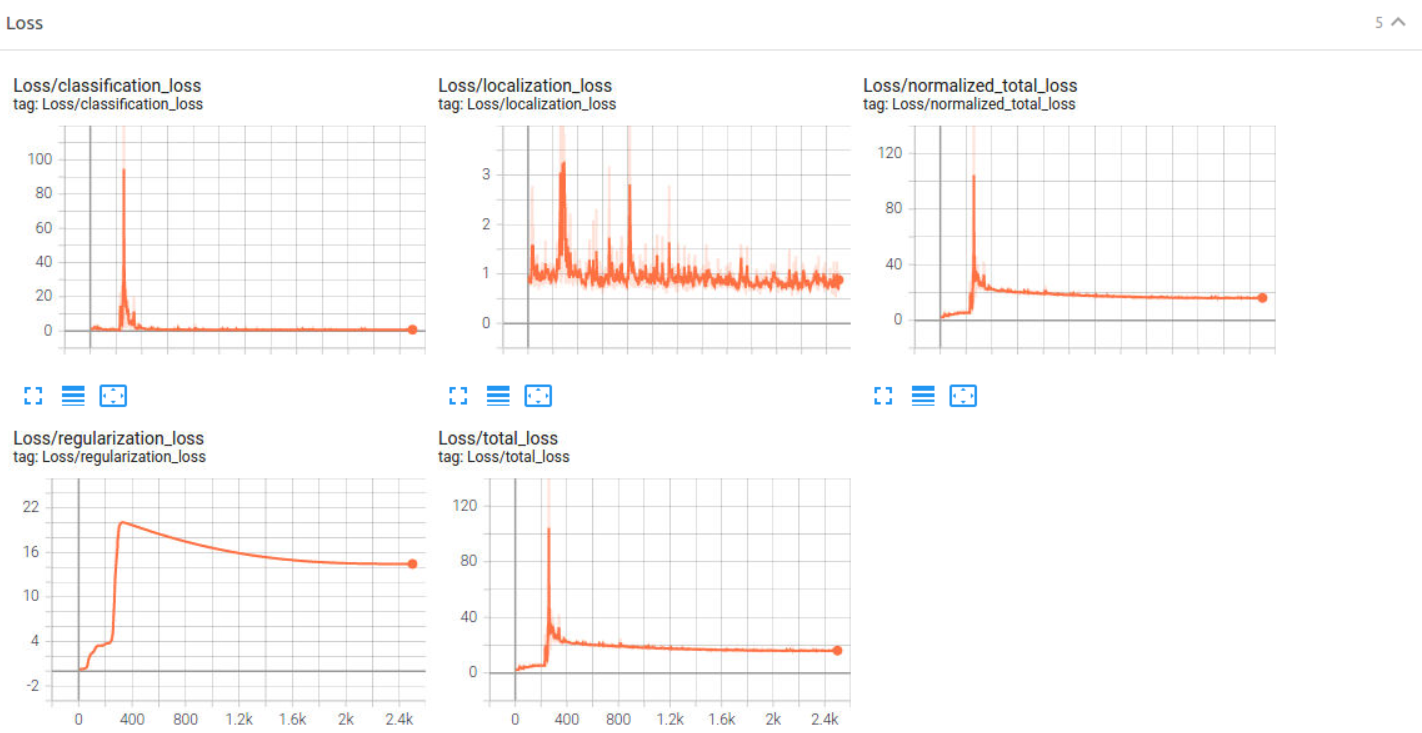 Loss 5
Loss/classification_loss
tag: Loss/classification_loss
100
80
60
40
20
0
Loss/localization_loss
tag: Loss/localization_loss
3
2
1
0
Loss/normalized_total_loss
tag: Loss/normalized_total_loss
120
80
40
0
Loss/regularization_loss
tag: Loss/regularization_loss
22
16
10
4
-2
0 400 800 1.2k 1.6k 2k 2.4k
Loss/total_loss
tag: Loss/total_loss
120
80
40
0
0 400 800 1.2k 1.6k 2k 2.4k